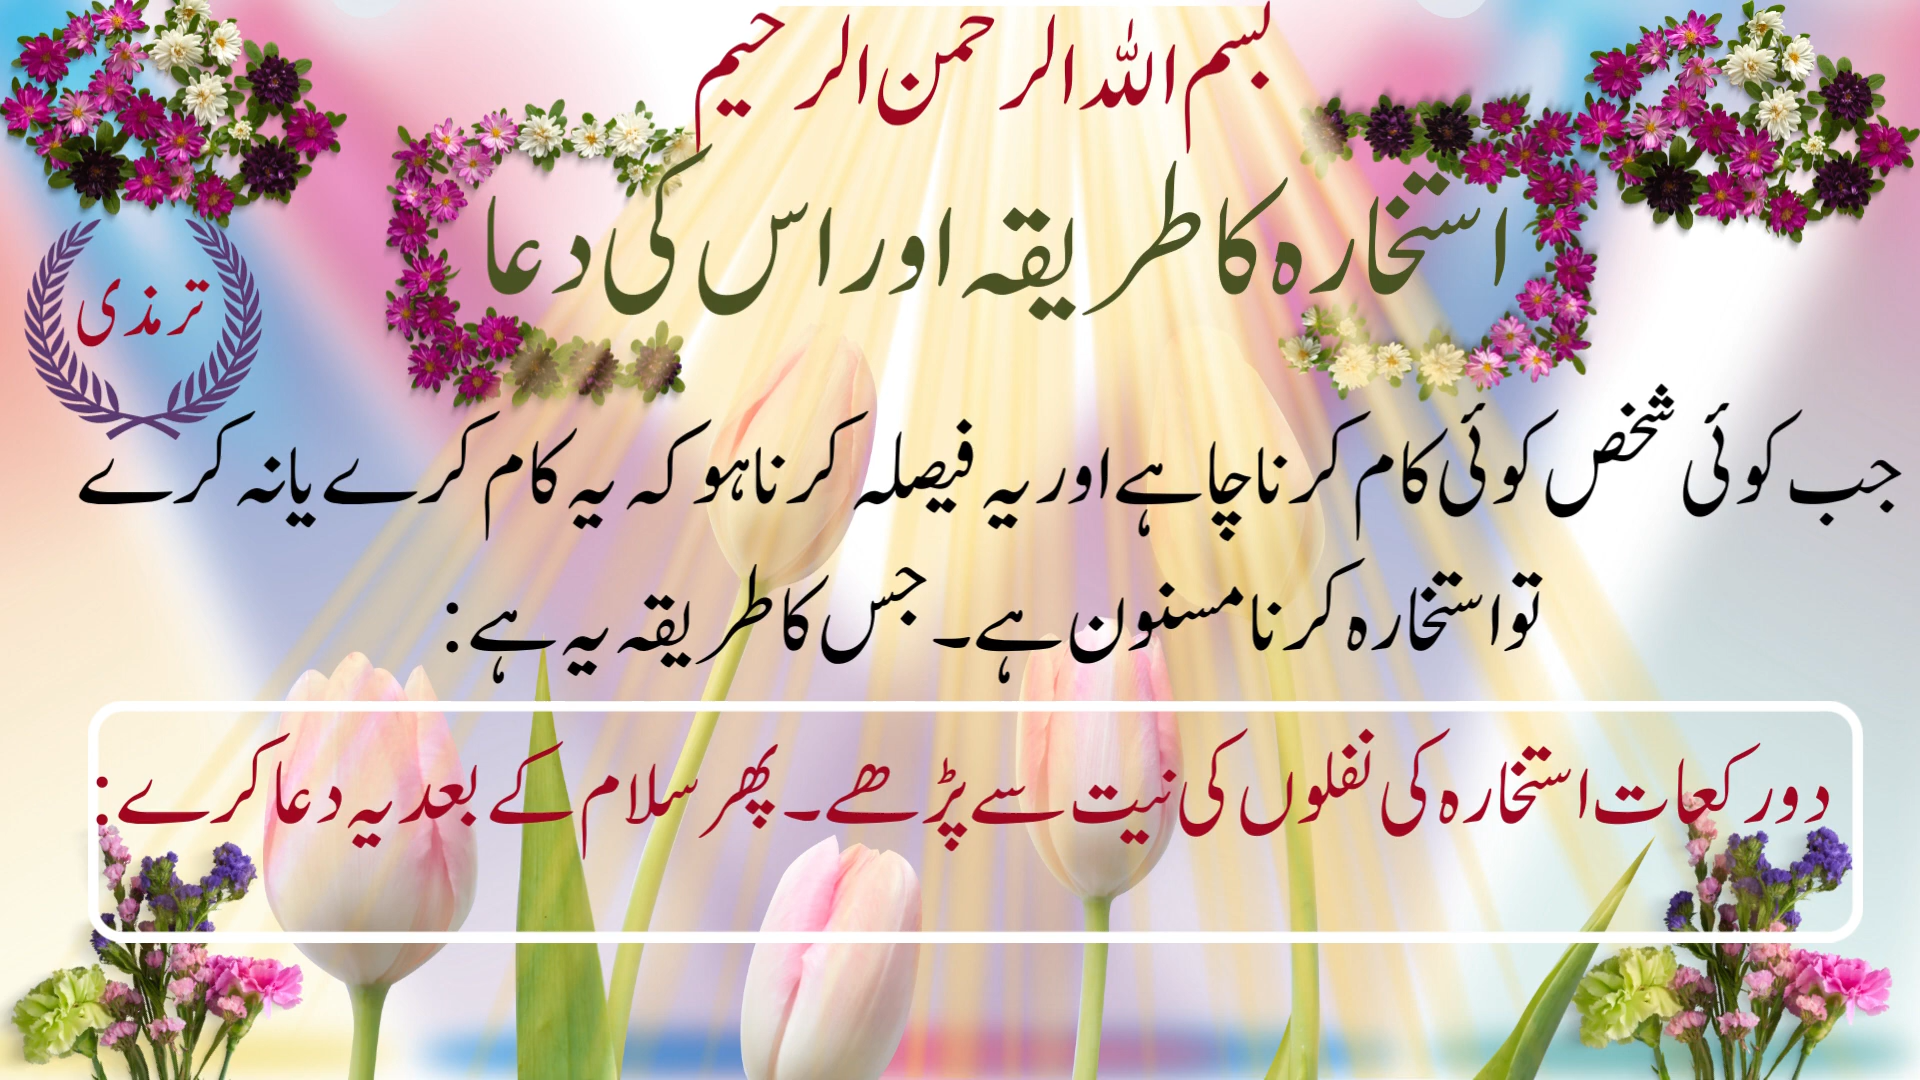 بسم اللہ الرحمن الرحیم
استخارہ کا طریقہ اور اس کی دعا
ترمذی
جب کوئی شخص کوئی کام کرنا چاہے اور یہ فیصلہ کرنا ہو کہ یہ کام کرے یا نہ کرے
تو استخارہ کرنا مسنون ہے۔ جس کا طریقہ یہ ہے:
دو رکعات استخارہ کی نفلوں کی نیت سے پڑھے۔ پھر سلام کے بعد یہ دعا کرے: